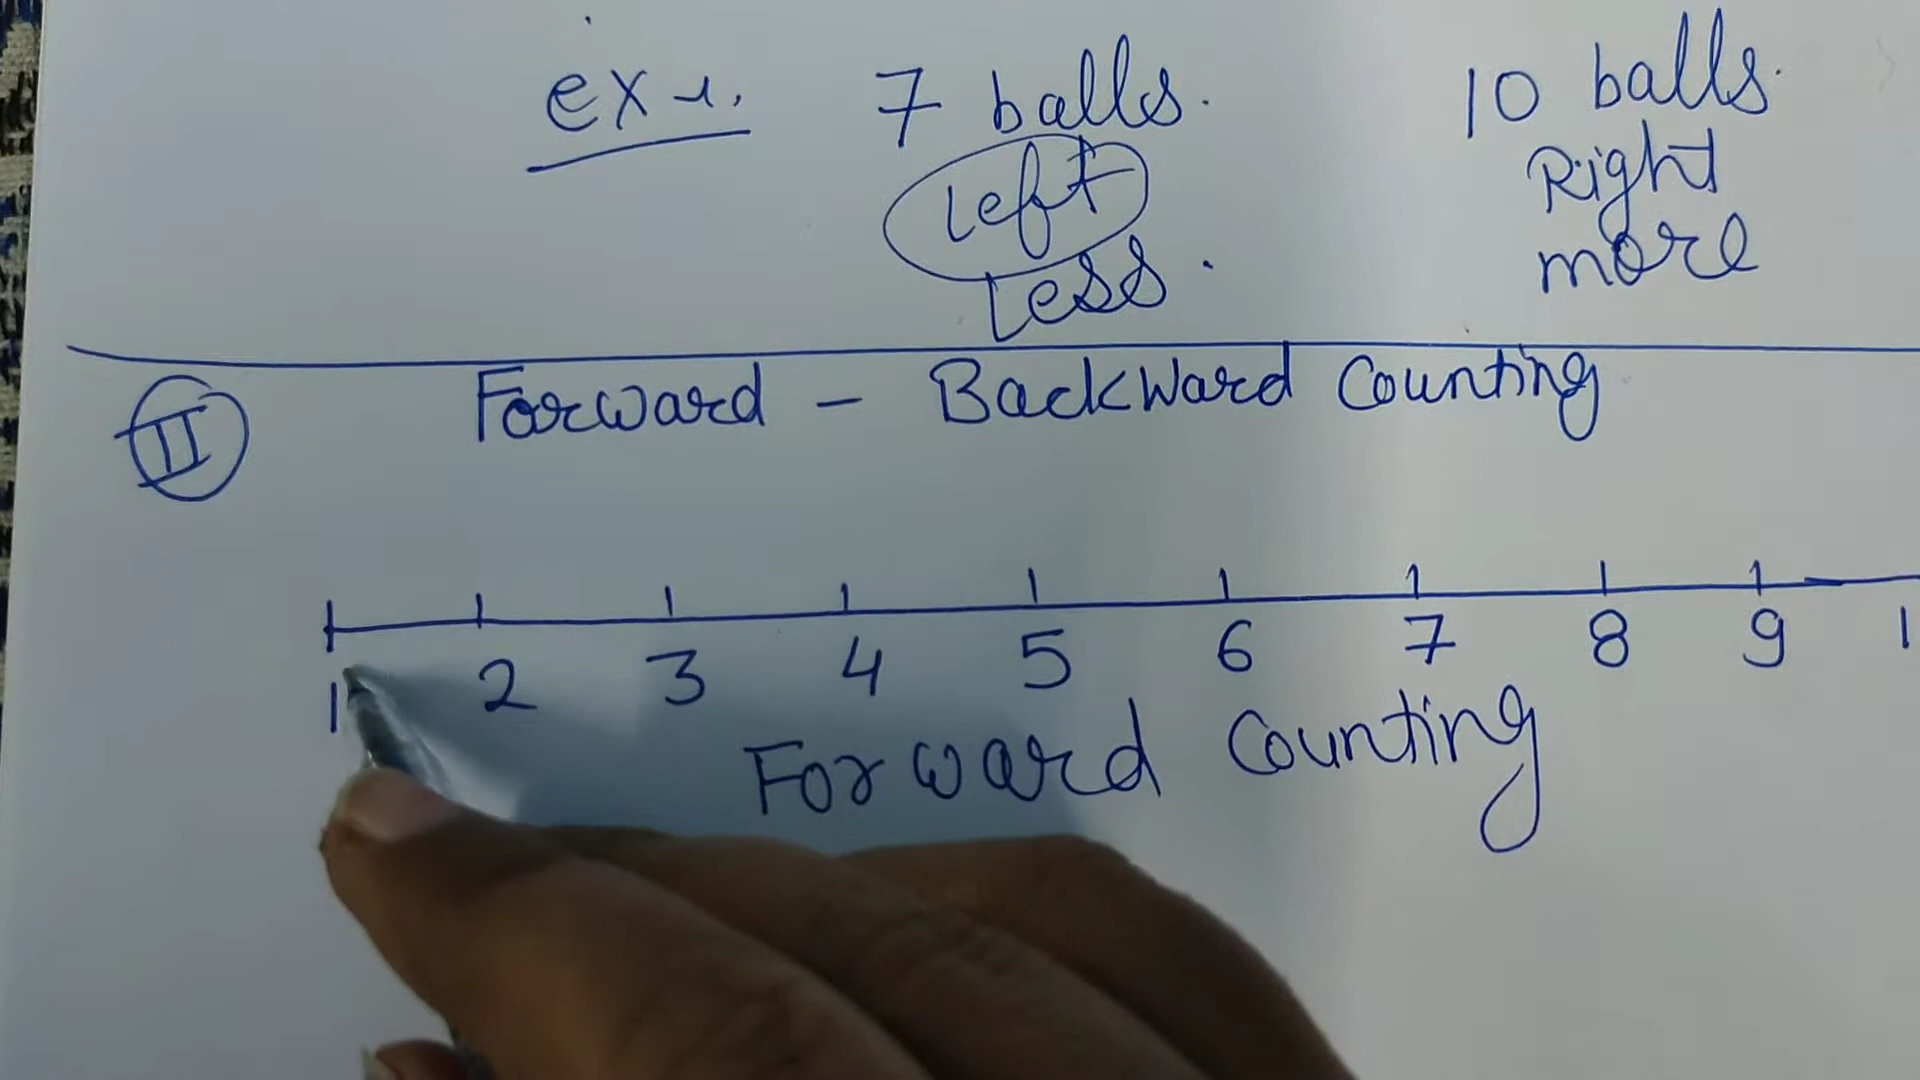 ex-1. 7 balls. 10 balls.
Left Right
Less. more
II Forward - Backward Counting
1 2 3 4 5 6 7 8 9 1
Forward Counting